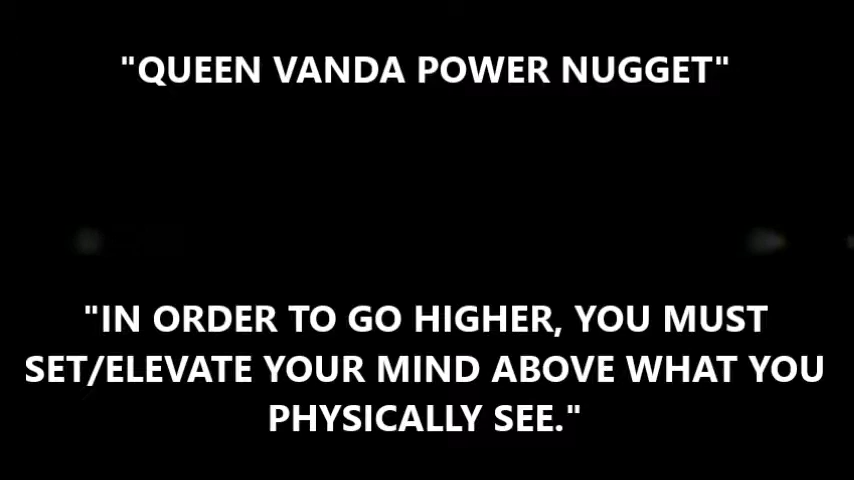 "QUEEN VANDA POWER NUGGET"
"IN ORDER TO GO HIGHER, YOU MUST
SET/ELEVATE YOUR MIND ABOVE WHAT YOU
PHYSICALLY SEE."